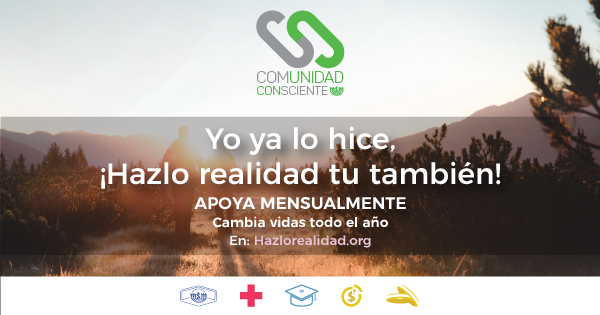 COMUNIDAD
CONSCIENTE
Yo ya lo hice,
¡Hazlo realidad tu también!
APOYA MENSUALMENTE
Cambia vidas todo el año
En: Hazlorealidad.org